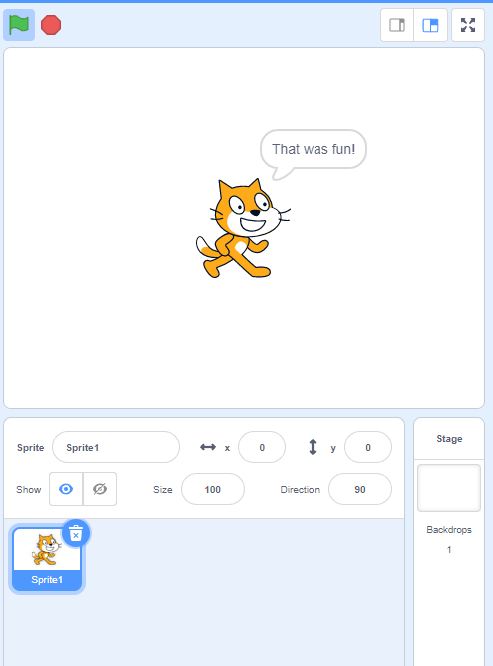 That was fun!
Sprite Sprite1 x 0 y 0
Show Size 100 Direction 90
Sprite1
Stage
Backdrops
1